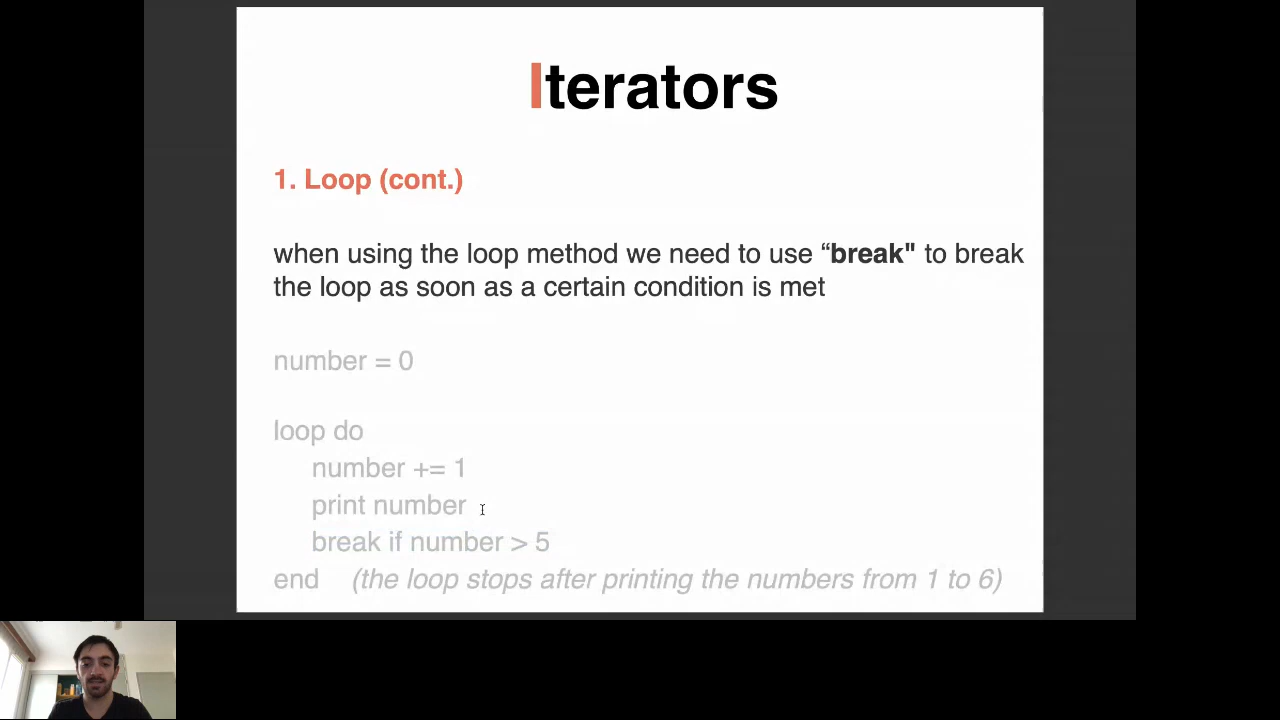 Iterators
1. Loop (cont.)
when using the loop method we need to use “break" to break
the loop as soon as a certain condition is met
number = 0
loop do
number += 1
print number
break if number > 5
end (the loop stops after printing the numbers from 1 to 6)